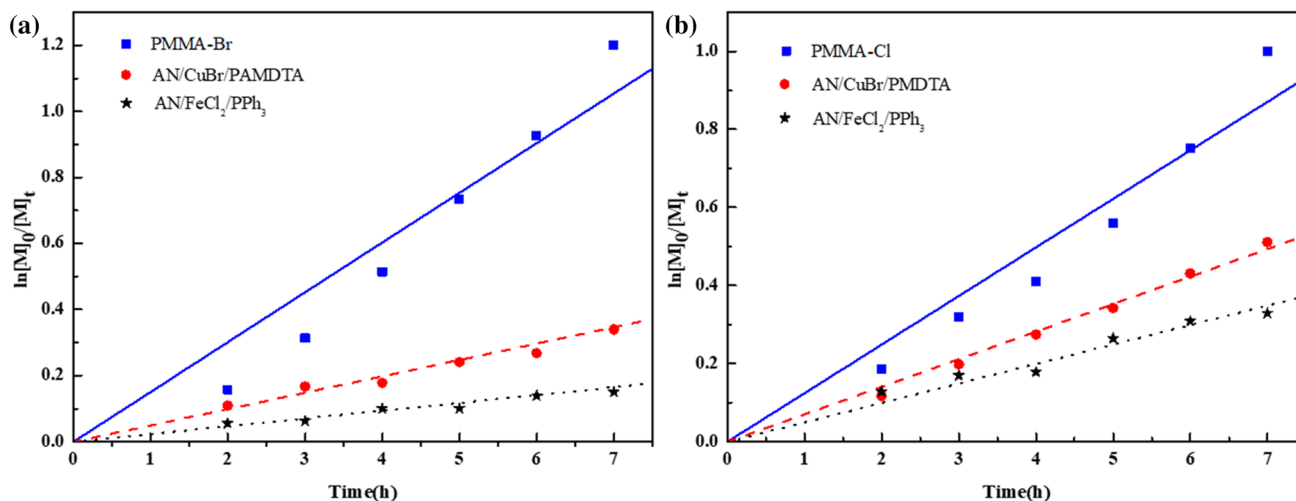 (a)
PMMA-Br
AN/CuBr/PAMDTA
AN/FeCl₂/PPh₃
ln[M]₀/[M]ₜ
1.2
1.0
0.8
0.6
0.4
0.2
0.0
0 1 2 3 4 5 6 7
Time(h)
(b)
PMMA-Cl
AN/CuBr/PMDTA
AN/FeCl₂/PPh₃
ln[M]₀/[M]ₜ
1.0
0.8
0.6
0.4
0.2
0.0
0 1 2 3 4 5 6 7
Time(h)